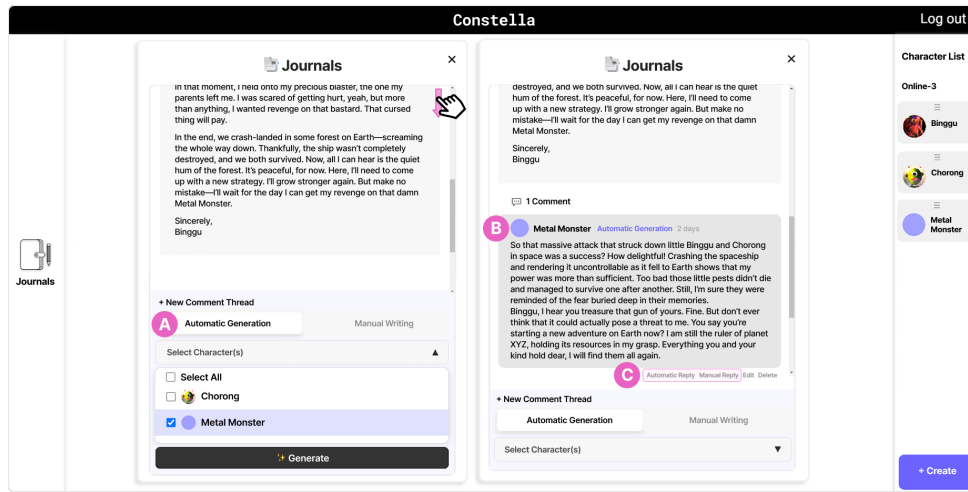 Constella
Log out
Journals
Journals
×
In that moment, I held onto my precious blaster, the one my
parents left me. I was scared of getting hurt, yeah, but more
than anything, I wanted revenge on that bastard. That cursed
thing will pay.
In the end, we crash-landed in some forest on Earth—screaming
the whole way down. Thankfully, the ship wasn't completely
destroyed, and we both survived. Now, all I can hear is the quiet
hum of the forest. It's peaceful, for now. Here, I'll need to come
up with a new strategy. I'll grow stronger again. But make no
mistake—I'll wait for the day I can get my revenge on that damn
Metal Monster.
Sincerely,
Binggu
+ New Comment Thread
A
Automatic Generation
Manual Writing
Select Character(s)
Select All
Chorong
Metal Monster
Generate
Journals
×
destroyed, and we both survived. Now, all I can hear is the quiet
hum of the forest. It's peaceful, for now. Here, I'll need to come
up with a new strategy. I'll grow stronger again. But make no
mistake—I'll wait for the day I can get my revenge on that damn
Metal Monster.
Sincerely,
Binggu
1 Comment
B
Metal Monster Automatic Generation 2 days
So that massive attack that struck down little Binggu and Chorong
in space was a success? How delightful! Crashing the spaceship
and rendering it uncontrollable as it fell to Earth shows that my
power was more than sufficient. Too bad those little pests didn't die
and managed to survive one after another. Still, I'm sure they were
reminded of the fear buried deep in their memories.
Binggu, I hear you treasure that gun of yours. Fine. But don't ever
think that it could actually pose a threat to me. You say you're
starting a new adventure on Earth now? I am still the ruler of planet
XYZ, holding its resources in my grasp. Everything you and your
kind hold dear, I will find them all again.
C
Automatic Reply Manual Reply Edit Delete
+ New Comment Thread
Automatic Generation
Manual Writing
Select Character(s)
Character List
Online-3
Binggu
Chorong
Metal
Monster
+ Create